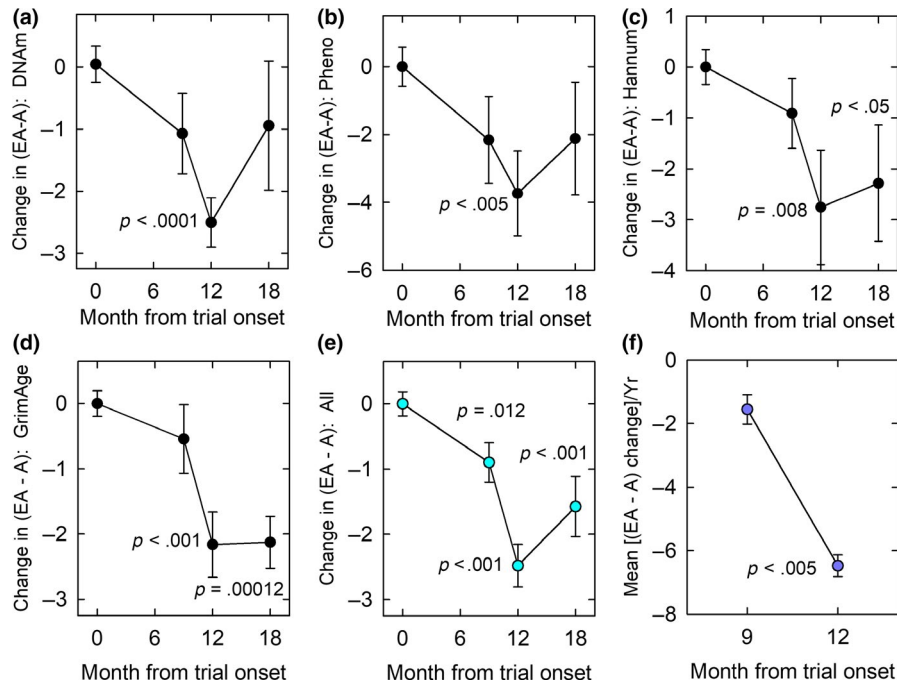 (a)
Change in (EA-A): DNAm
0
−1
−2
−3
p < .0001
0 6 12 18
Month from trial onset
(b)
Change in (EA-A): Pheno
0
−2
−4
−6
p < .005
0 6 12 18
Month from trial onset
(c)
Change in (EA-A): Hannum
1
0
−1
−2
−3
−4
p < .05
p = .008
0 6 12 18
Month from trial onset
(d)
Change in (EA - A): GrimAge
0
−1
−2
−3
p < .001
p = .00012
0 6 12 18
Month from trial onset
(e)
Change in (EA - A): All
0
−1
−2
−3
p = .012
p < .001
p < .001
0 6 12 18
Month from trial onset
(f)
Mean [(EA - A) change]/Yr
0
−2
−4
−6
−8
p < .005
9 12
Month from trial onset